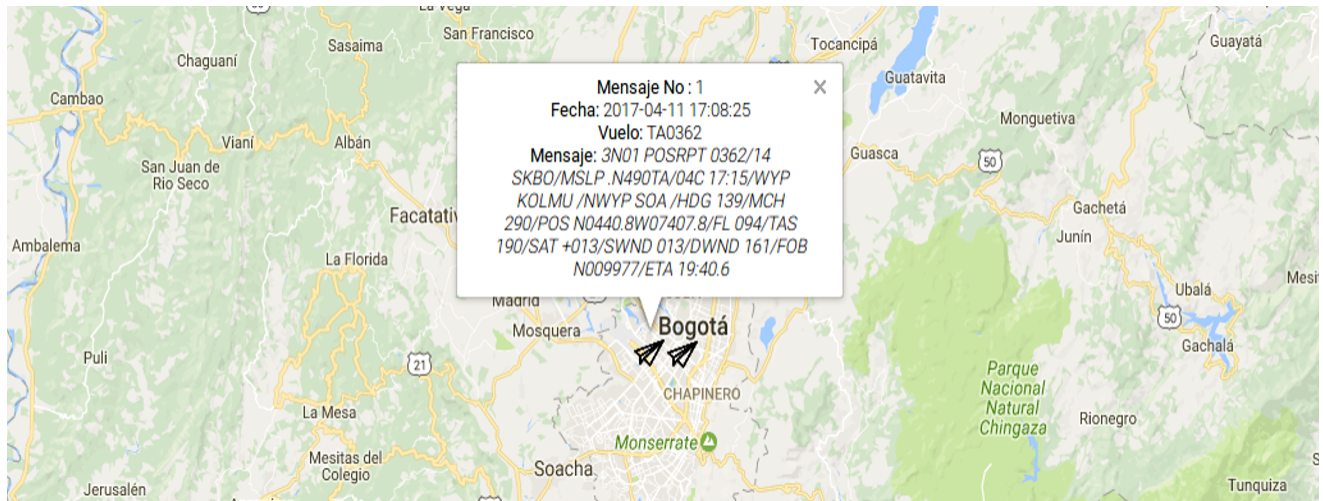 La Vega
San Francisco
Sasaima
Chaguaní
Cambao
Vianí
Albán
San Juan de
Rio Seco
Tocancipá
Guayatá
Guatavita
Monguetiva
Guasca
50
Mensaje No : 1 ×
Fecha: 2017-04-11 17:08:25
Vuelo: TA0362
Mensaje: 3N01 POSRPT 0362/14
SKBO/MSLP .N490TA/04C 17:15/WYP
KOLMU /NWYP SOA /HDG 139/MCH
290/POS N0440.8W07407.8/FL 094/TAS
190/SAT +013/SWND 013/DWND 161/FOB
N009977/ETA 19:40.6
Facatativ
Gachetá
Junín
Ambalema
La Florida
Mesit
Ubalá
50
Gachalá
Madrid
Mosquera
Bogotá
Puli
21
CHAPINERO
Parque
Nacional
Natural
Chingaza
La Mesa
Rionegro
Monserrate
Mesitas del
Colegio
Soacha
Jerusalén
Tunquiza